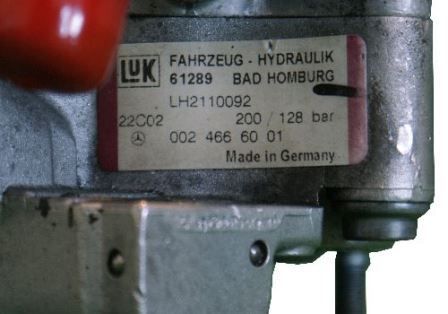 LUK FAHRZEUG - HYDRAULIK
61289 BAD HOMBURG
LH2110092
22C02 200 / 128 bar
002 466 60 01
Made in Germany